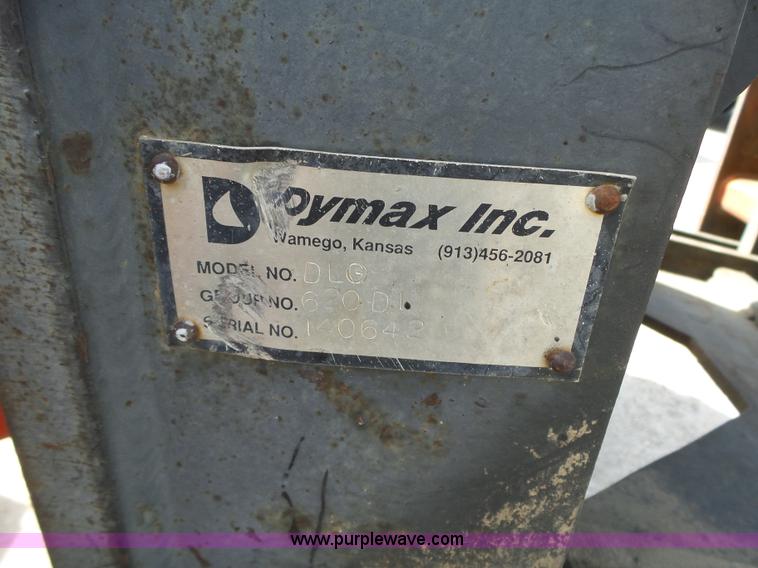 Dymax Inc.
Wamego, Kansas (913)456-2081
MODEL NO. DLG
GROUP NO. 620-D1
SERIAL NO. 140642
www.purplewave.com